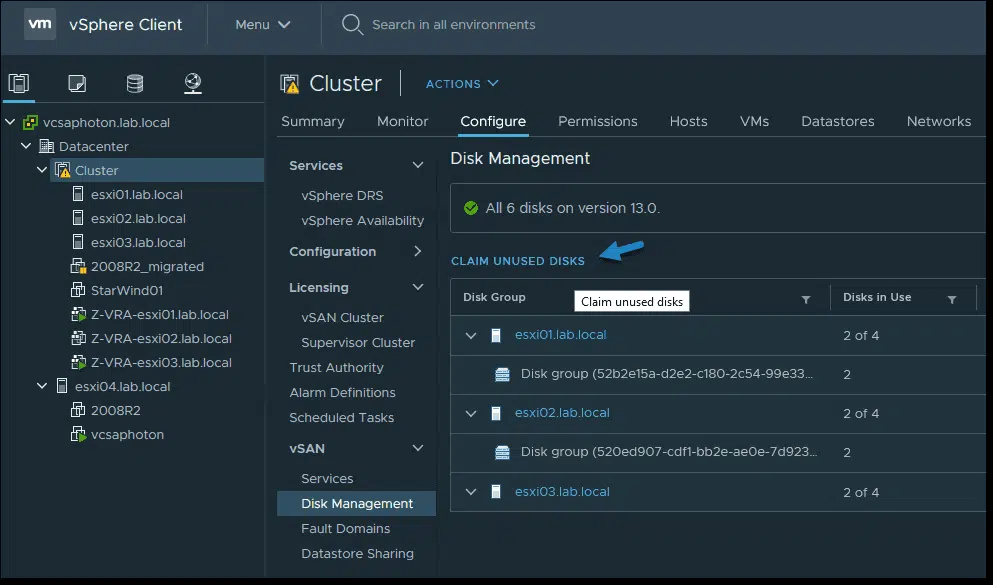 vm vSphere Client Menu Search in all environments
vcsaphoton.lab.local
Datacenter
Cluster
esxi01.lab.local
esxi02.lab.local
esxi03.lab.local
2008R2_migrated
StarWind01
Z-VRA-esxi01.lab.local
Z-VRA-esxi02.lab.local
Z-VRA-esxi03.lab.local
esxi04.lab.local
2008R2
vcsaphoton
Cluster ACTIONS
Summary Monitor Configure Permissions Hosts VMs Datastores Networks
Services
vSphere DRS
vSphere Availability
Configuration
Licensing
vSAN Cluster
Supervisor Cluster
Trust Authority
Alarm Definitions
Scheduled Tasks
vSAN
Services
Disk Management
Fault Domains
Datastore Sharing
Disk Management
All 6 disks on version 13.0.
CLAIM UNUSED DISKS
Disk Group Disks in Use
Claim unused disks
esxi01.lab.local 2 of 4
Disk group (52b2e15a-d2e2-c180-2c54-99e33... 2
esxi02.lab.local 2 of 4
Disk group (520ed907-cdf1-bb2e-ae0e-7d923... 2
esxi03.lab.local 2 of 4